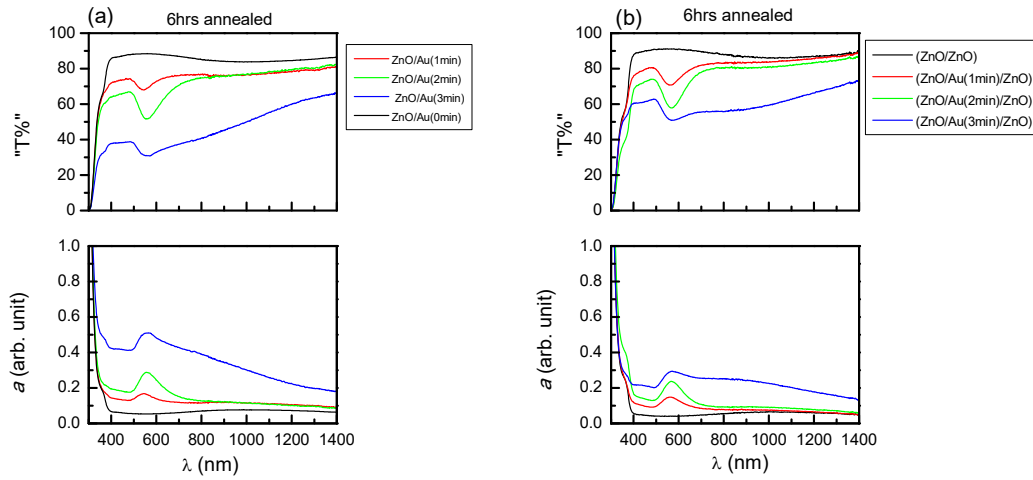 (a)
6hrs annealed
100
80
60
40
20
0
"T%"
ZnO/Au(1min)
ZnO/Au(2min)
ZnO/Au(3min)
ZnO/Au(0min)
1.0
0.8
0.6
0.4
0.2
0.0
a (arb. unit)
400 600 800 1000 1200 1400
λ (nm)
(b)
6hrs annealed
100
80
60
40
20
0
"T%"
(ZnO/ZnO)
(ZnO/Au(1min)/ZnO)
(ZnO/Au(2min)/ZnO)
(ZnO/Au(3min)/ZnO)
1.0
0.8
0.6
0.4
0.2
0.0
a (arb. unit)
400 600 800 1000 1200 1400
λ (nm)